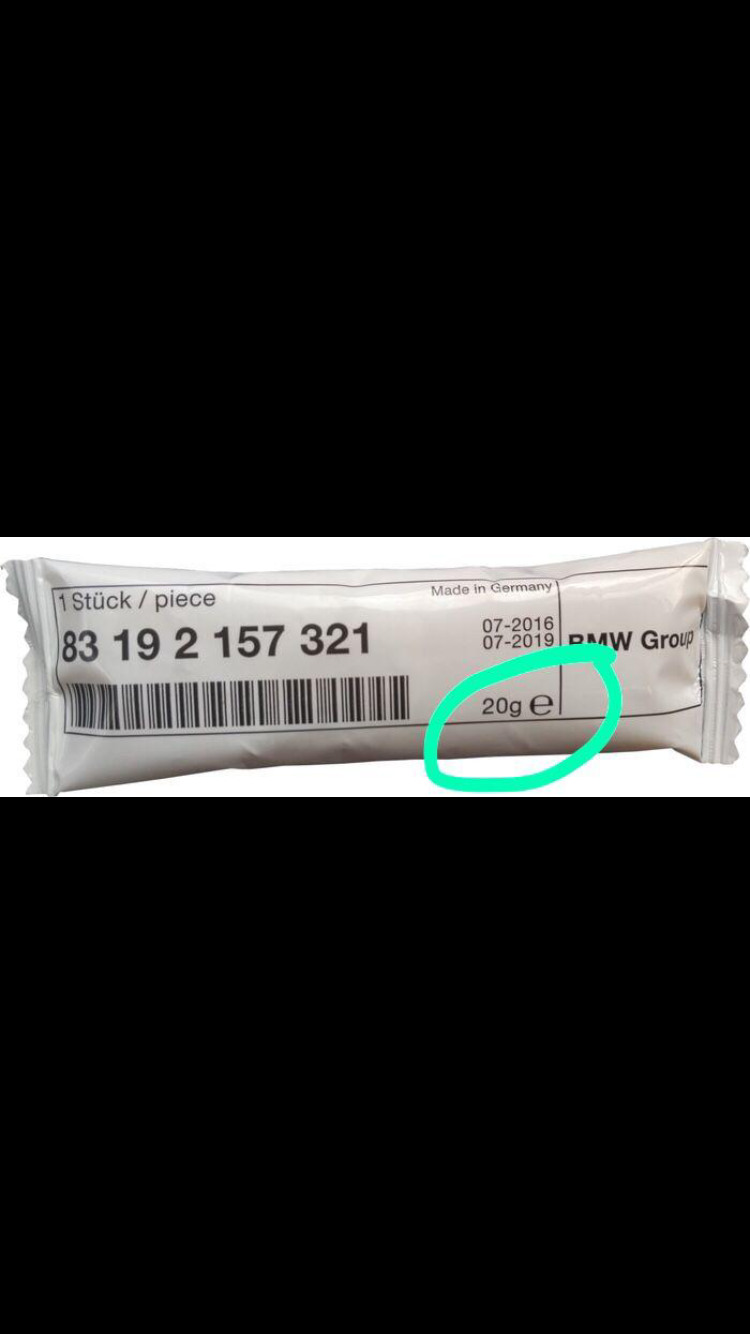 1 Stück / piece
Made in Germany
83 19 2 157 321
07-2016
07-2019
BMW Group
20g ℮